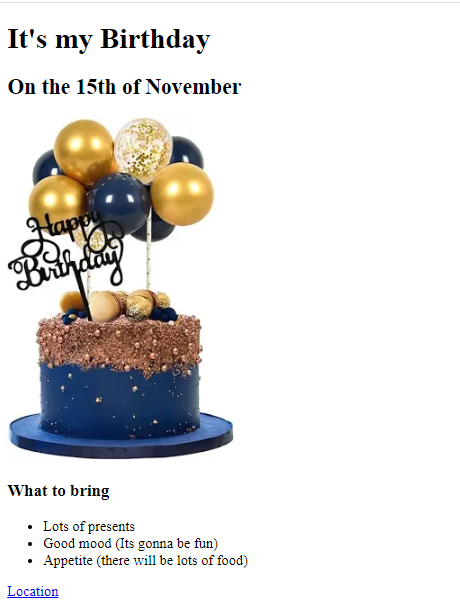 It's my Birthday
On the 15th of November
Happy
Birthday
What to bring
Lots of presents
Good mood (Its gonna be fun)
Appetite (there will be lots of food)
Location